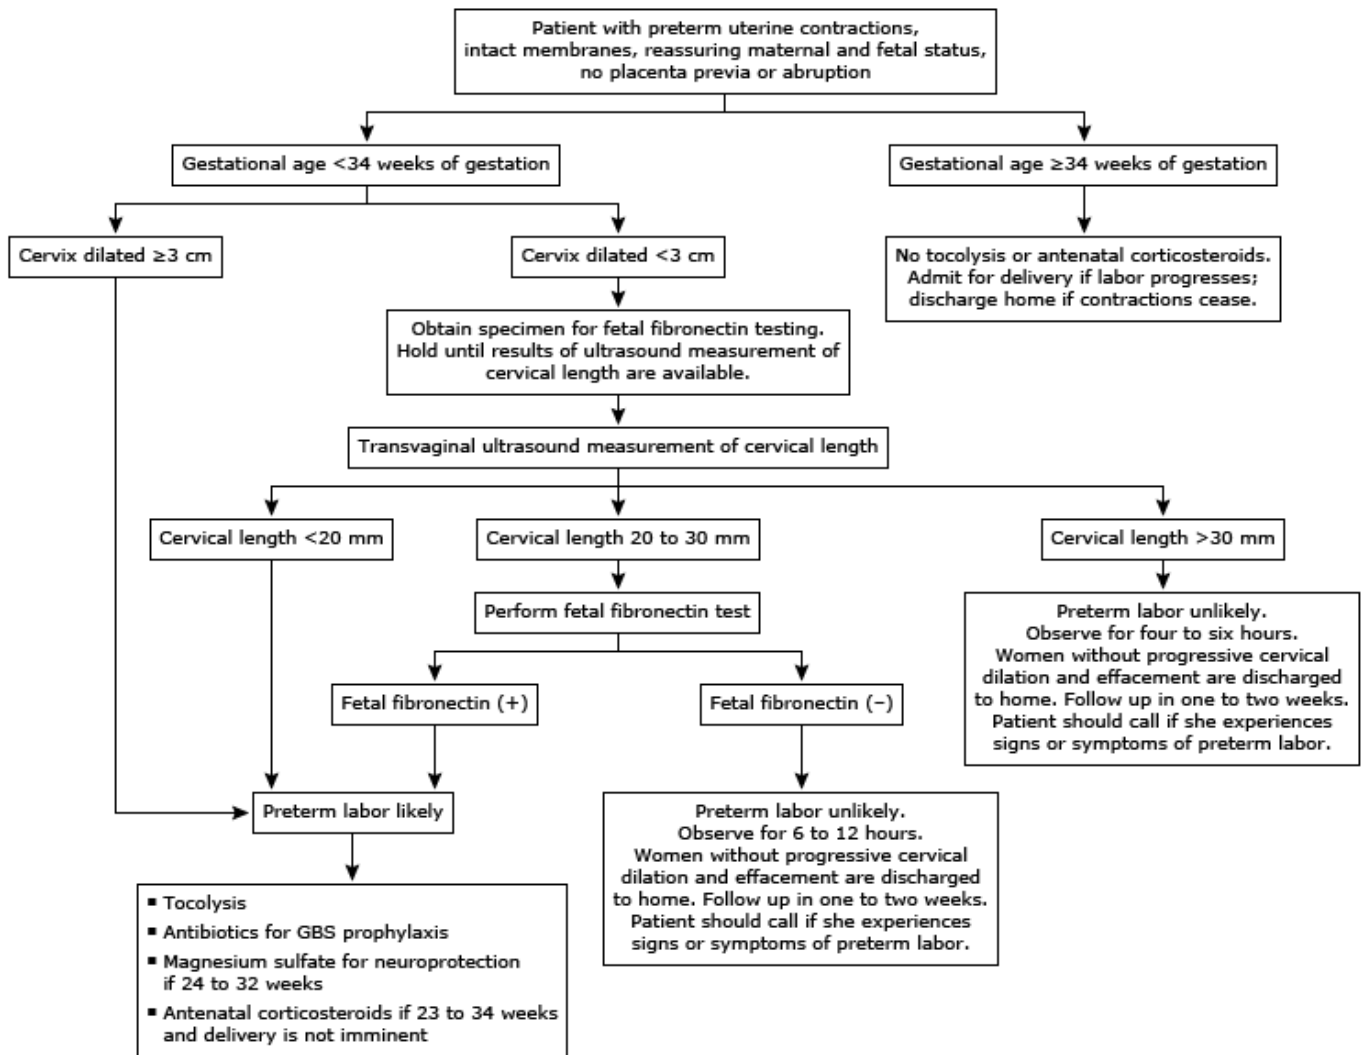 Patient with preterm uterine contractions,
intact membranes, reassuring maternal and fetal status,
no placenta previa or abruption
Gestational age <34 weeks of gestation
Gestational age ≥34 weeks of gestation
Cervix dilated ≥3 cm
Cervix dilated <3 cm
No tocolysis or antenatal corticosteroids.
Admit for delivery if labor progresses;
discharge home if contractions cease.
Obtain specimen for fetal fibronectin testing.
Hold until results of ultrasound measurement of
cervical length are available.
Transvaginal ultrasound measurement of cervical length
Cervical length <20 mm
Cervical length 20 to 30 mm
Cervical length >30 mm
Perform fetal fibronectin test
Preterm labor unlikely.
Observe for four to six hours.
Women without progressive cervical
dilation and effacement are discharged
to home. Follow up in one to two weeks.
Patient should call if she experiences
signs or symptoms of preterm labor.
Fetal fibronectin (+)
Fetal fibronectin (–)
Preterm labor likely
Preterm labor unlikely.
Observe for 6 to 12 hours.
Women without progressive cervical
dilation and effacement are discharged
to home. Follow up in one to two weeks.
Patient should call if she experiences
signs or symptoms of preterm labor.
▪ Tocolysis
▪ Antibiotics for GBS prophylaxis
▪ Magnesium sulfate for neuroprotection
if 24 to 32 weeks
▪ Antenatal corticosteroids if 23 to 34 weeks
and delivery is not imminent